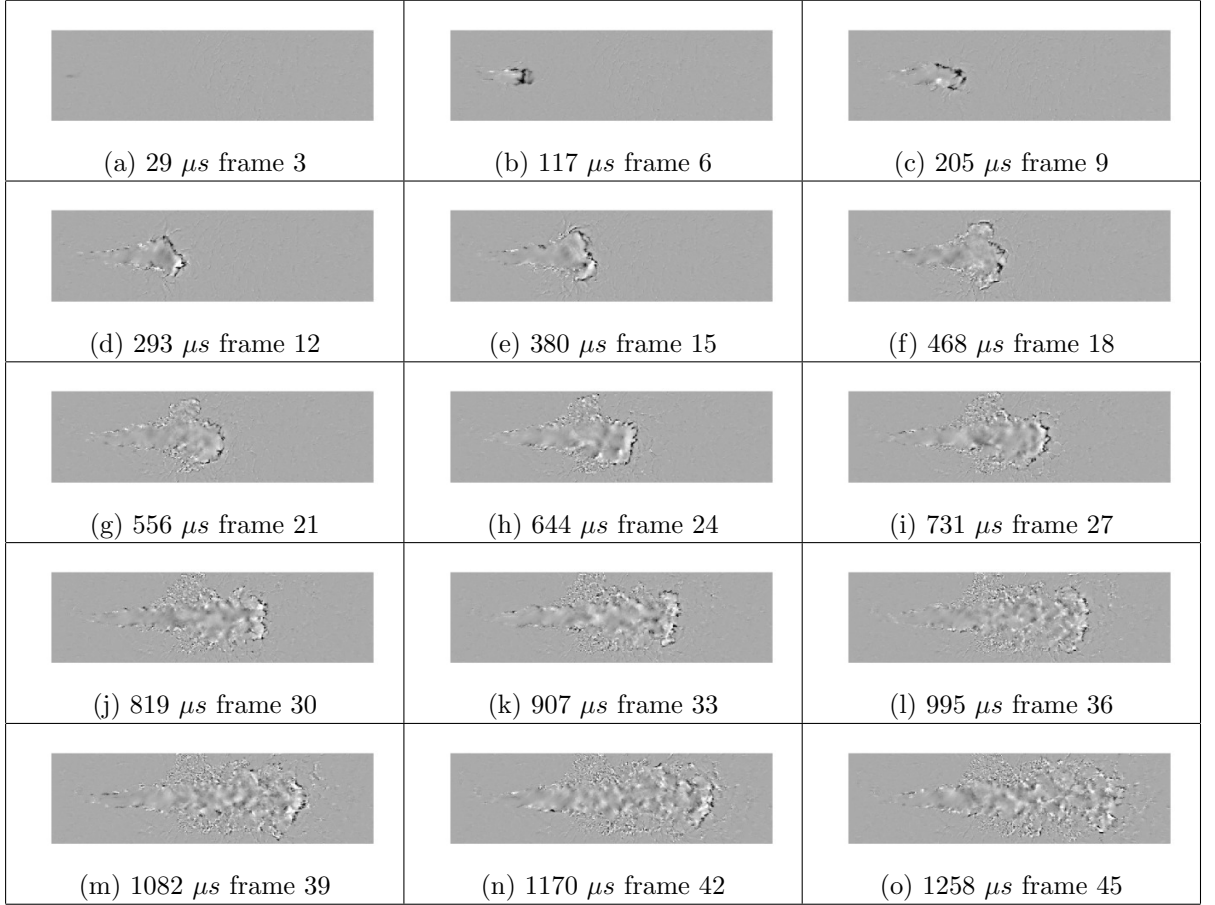 (a) 29 μs frame 3
(b) 117 μs frame 6
(c) 205 μs frame 9
(d) 293 μs frame 12
(e) 380 μs frame 15
(f) 468 μs frame 18
(g) 556 μs frame 21
(h) 644 μs frame 24
(i) 731 μs frame 27
(j) 819 μs frame 30
(k) 907 μs frame 33
(l) 995 μs frame 36
(m) 1082 μs frame 39
(n) 1170 μs frame 42
(o) 1258 μs frame 45